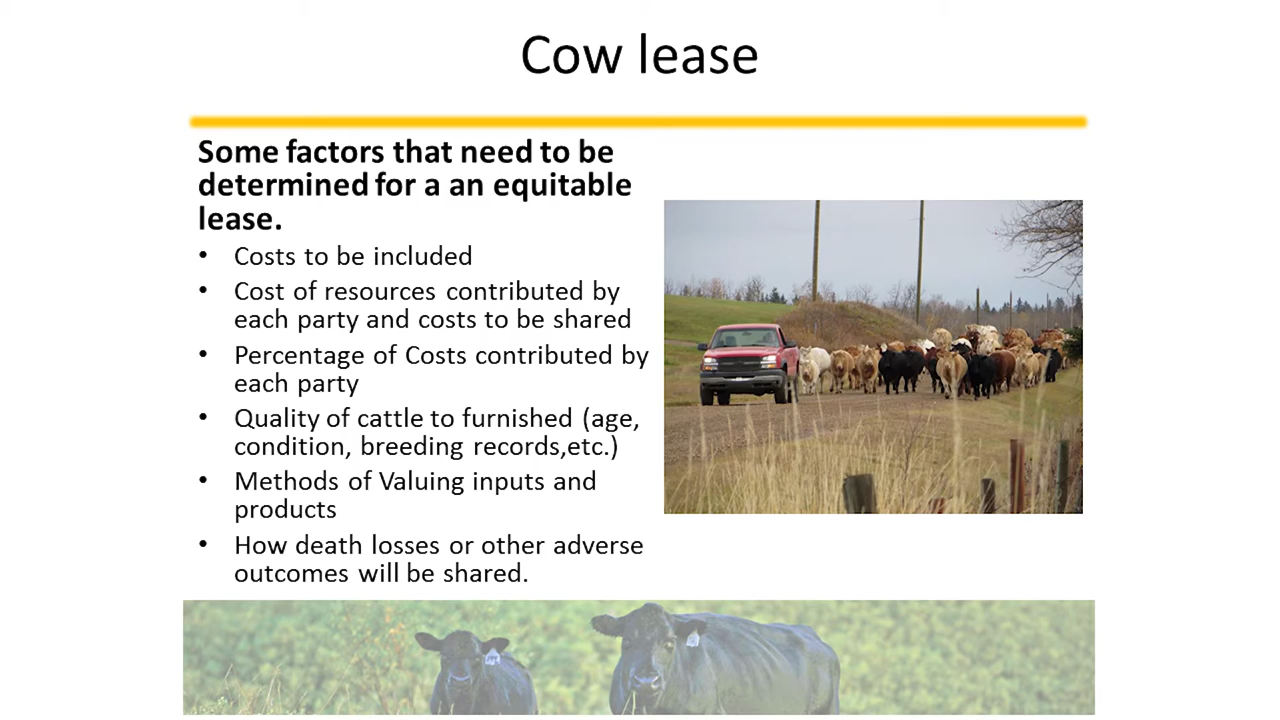 Cow lease
Some factors that need to be
determined for a an equitable
lease.
• Costs to be included
• Cost of resources contributed by
each party and costs to be shared
• Percentage of Costs contributed by
each party
• Quality of cattle to furnished (age,
condition, breeding records,etc.)
• Methods of Valuing inputs and
products
• How death losses or other adverse
outcomes will be shared.